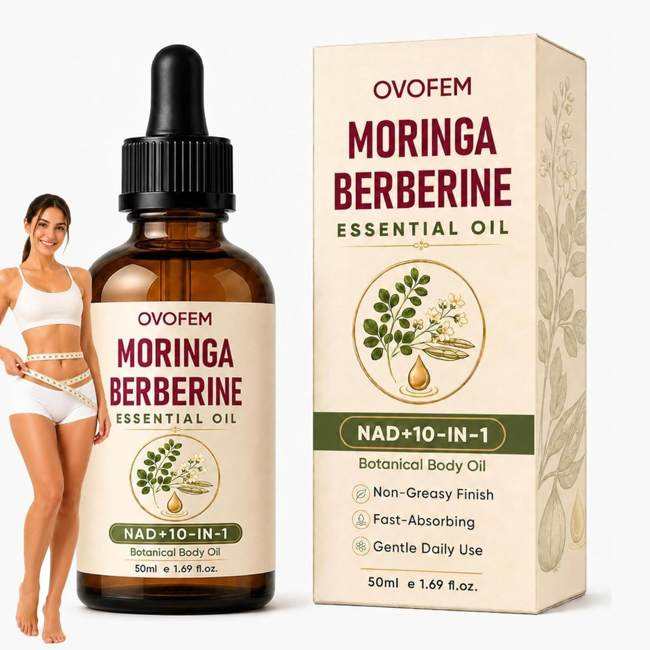 OVOFEM
MORINGA
BERBERINE
ESSENTIAL OIL
NAD+10-IN-1
Botanical Body Oil
50ml e 1.69 fl.oz.
OVOFEM
MORINGA
BERBERINE
ESSENTIAL OIL
NAD+10-IN-1
Botanical Body Oil
Non-Greasy Finish
Fast-Absorbing
Gentle Daily Use
50ml e 1.69 fl.oz.